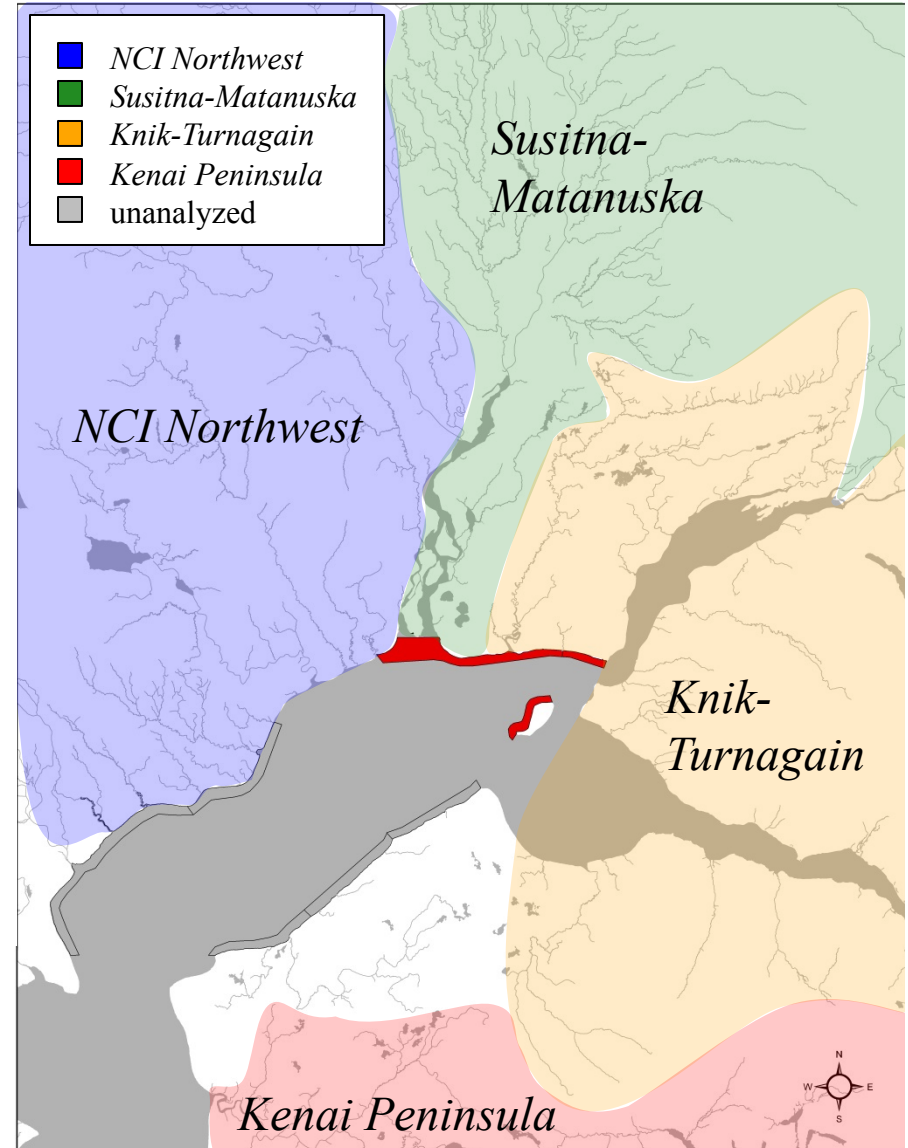 NCI Northwest
Susitna-Matanuska
Knik-Turnagain
Kenai Peninsula
unanalyzed
Susitna-
Matanuska
NCI Northwest
Knik-
Turnagain
Kenai Peninsula
N
W E
S